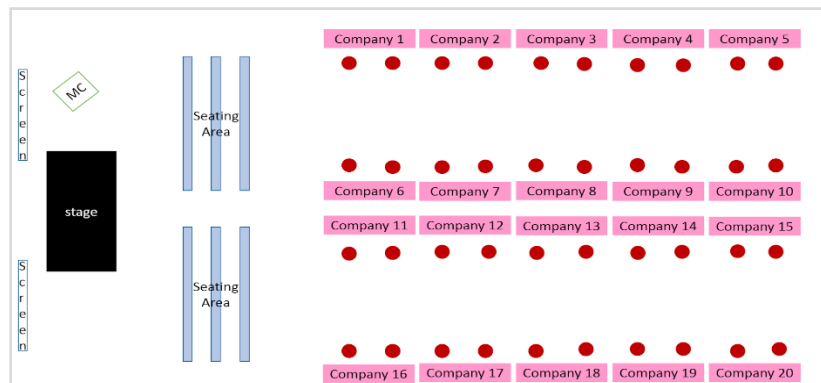 Company 1
Company 2
Company 3
Company 4
Company 5
Screen
MC
Seating
Area
Company 6
Company 7
Company 8
Company 9
Company 10
stage
Company 11
Company 12
Company 13
Company 14
Company 15
Screen
Seating
Area
Company 16
Company 17
Company 18
Company 19
Company 20